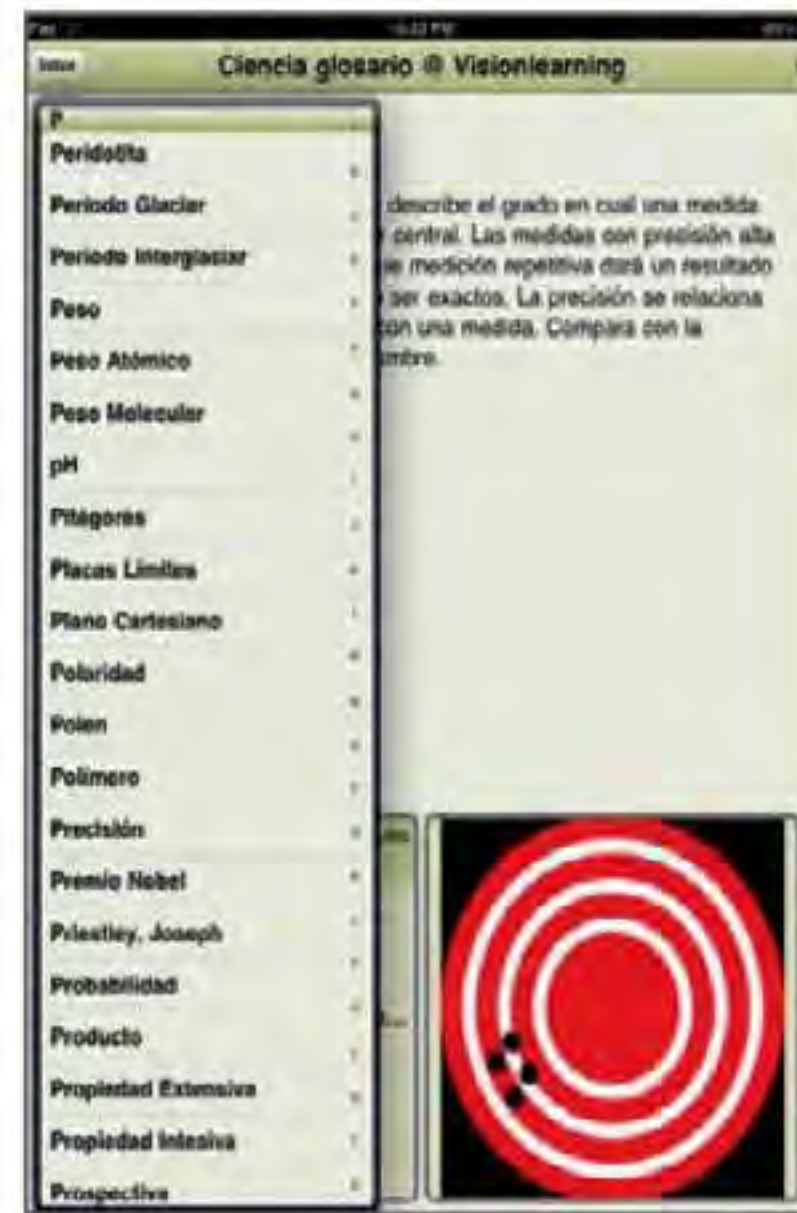 Ciencia glosario @ Visionlearning
P
Peridotita
Periodo Glaciar
Periodo Interglasiar
Peso
Peso Atómico
Peso Molecular
pH
Pitágores
Placas Límites
Plano Cartesiano
Polaridad
Polen
Polímero
Precisión
Premio Nobel
Priestley, Joseph
Probabilidad
Producto
Propiedad Extensiva
Propiedad Intesiva
Prospectiva
describe el grado en cual una medida
central. Las medidas con precisión alta
medición repetitiva dará un resultado
ser exactos. La precisión se relaciona
con una medida. Compara con la